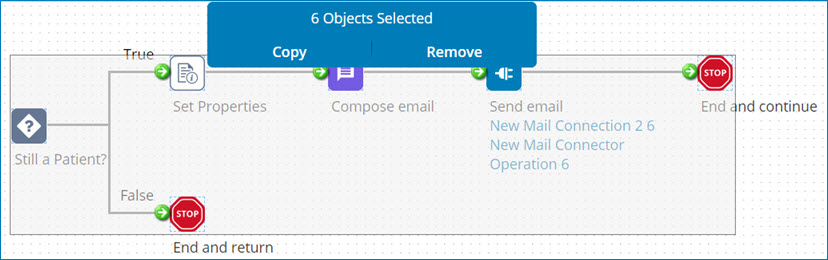 6 Objects Selected
Copy Remove
True
STOP
Set Properties
Compose email
Send email
End and continue
New Mail Connection 2 6
New Mail Connector
Operation 6
?
Still a Patient?
False
STOP
End and return